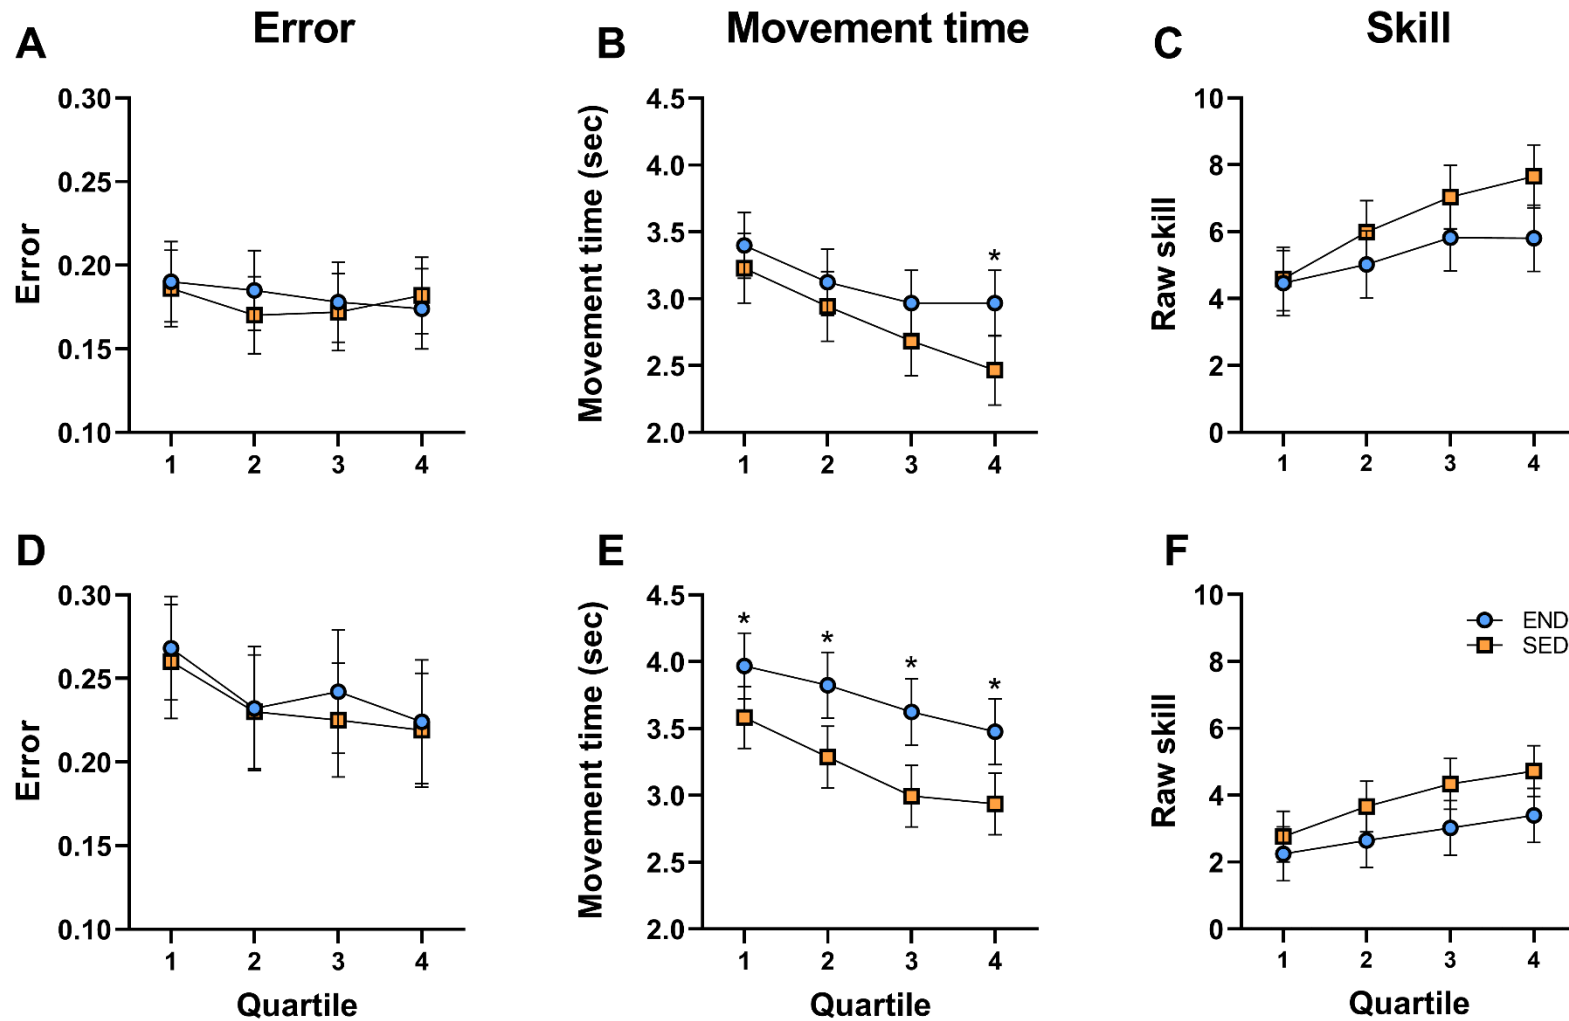 Error
Movement time
Skill
A
B
C
0.30
0.25
0.20
0.15
0.10
Error
1 2 3 4
4.5
4.0
3.5
3.0
2.5
2.0
Movement time (sec)
*
1 2 3 4
10
8
6
4
2
0
Raw skill
1 2 3 4
D
E
F
0.30
0.25
0.20
0.15
0.10
Error
1 2 3 4
Quartile
4.5
4.0
3.5
3.0
2.5
2.0
Movement time (sec)
* * * *
1 2 3 4
10
8
6
4
2
0
Raw skill
END
SED
1 2 3 4
Quartile